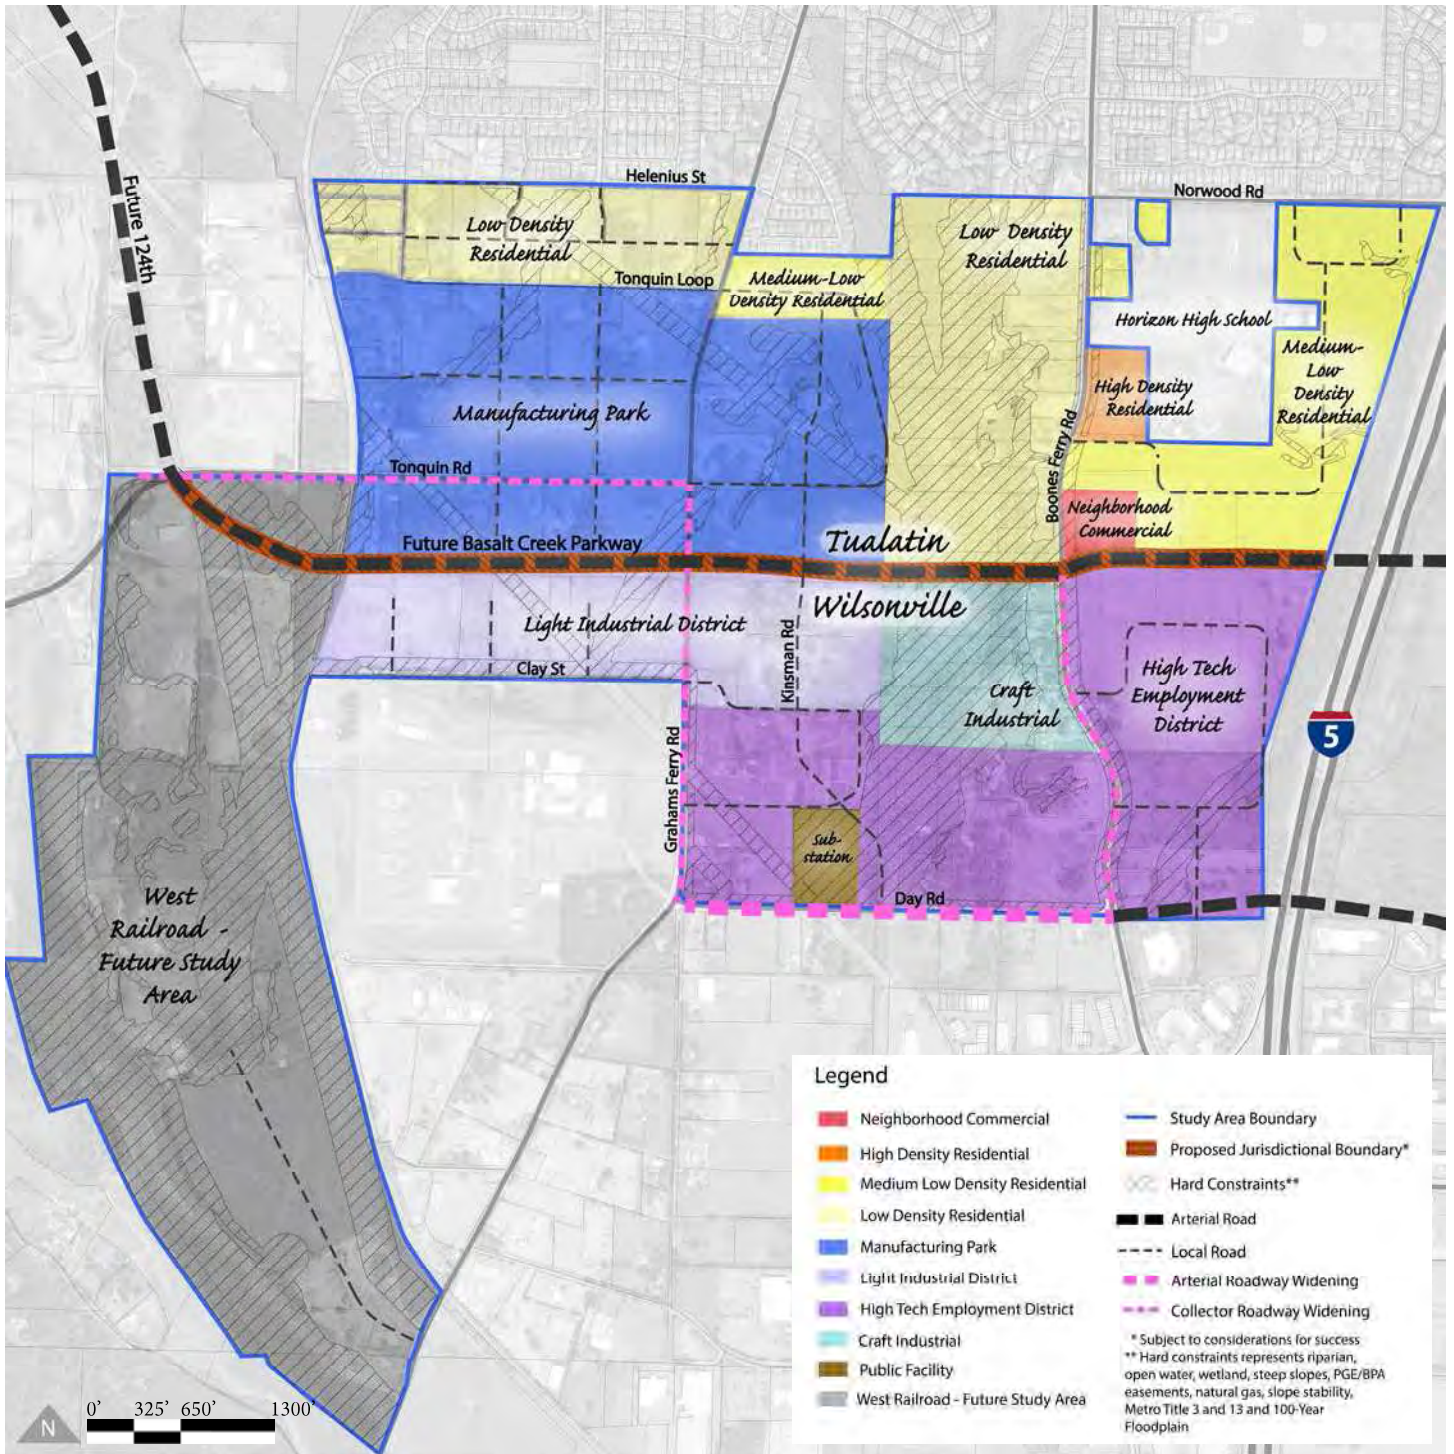 Helenius St
Norwood Rd
Future 124th
Low Density
Residential
Low Density
Residential
Tonquin Loop
Medium-Low
Density Residential
Horizon High School
Medium-
Low
Density
Residential
High Density
Residential
Manufacturing Park
Boones Ferry Rd
Tonquin Rd
Neighborhood
Commercial
Future Basalt Creek Parkway
Tualatin
Wilsonville
Light Industrial District
Kinsman Rd
Clay St
Craft
Industrial
High Tech
Employment
District
5
Grahams Ferry Rd
Sub-
station
Day Rd
West
Railroad -
Future Study
Area
Legend
Neighborhood Commercial
High Density Residential
Medium Low Density Residential
Low Density Residential
Manufacturing Park
Light Industrial District
High Tech Employment District
Craft Industrial
Public Facility
West Railroad - Future Study Area
Study Area Boundary
Proposed Jurisdictional Boundary*
Hard Constraints**
Arterial Road
Local Road
Arterial Roadway Widening
Collector Roadway Widening
* Subject to considerations for success
** Hard constraints represents riparian,
open water, wetland, steep slopes, PGE/BPA
easements, natural gas, slope stability,
Metro Title 3 and 13 and 100-Year
Floodplain
N
0' 325' 650' 1300'